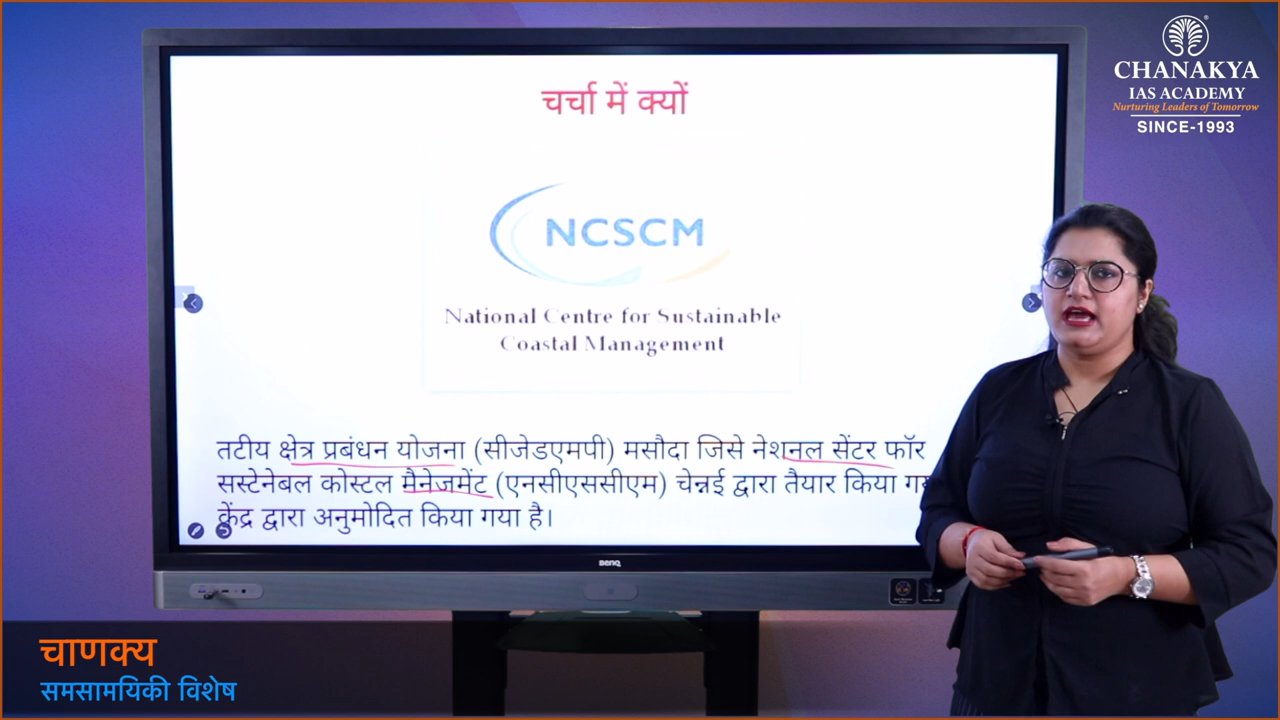 CHANAKYA
IAS ACADEMY
Nurturing Leaders of Tomorrow
SINCE-1993
चर्चा में क्यों
NCSCM
National Centre for Sustainable
Coastal Management
तटीय क्षेत्र प्रबंधन योजना (सीजेडएमपी) मसौदा जिसे नेशनल सेंटर फॉर
सस्टेनेबल कोस्टल मैनेजमेंट (एनसीएससीएम) चेन्नई द्वारा तैयार किया
केंद्र द्वारा अनुमोदित किया गया है।
BenQ
चाणक्य
समसामयिकी विशेष